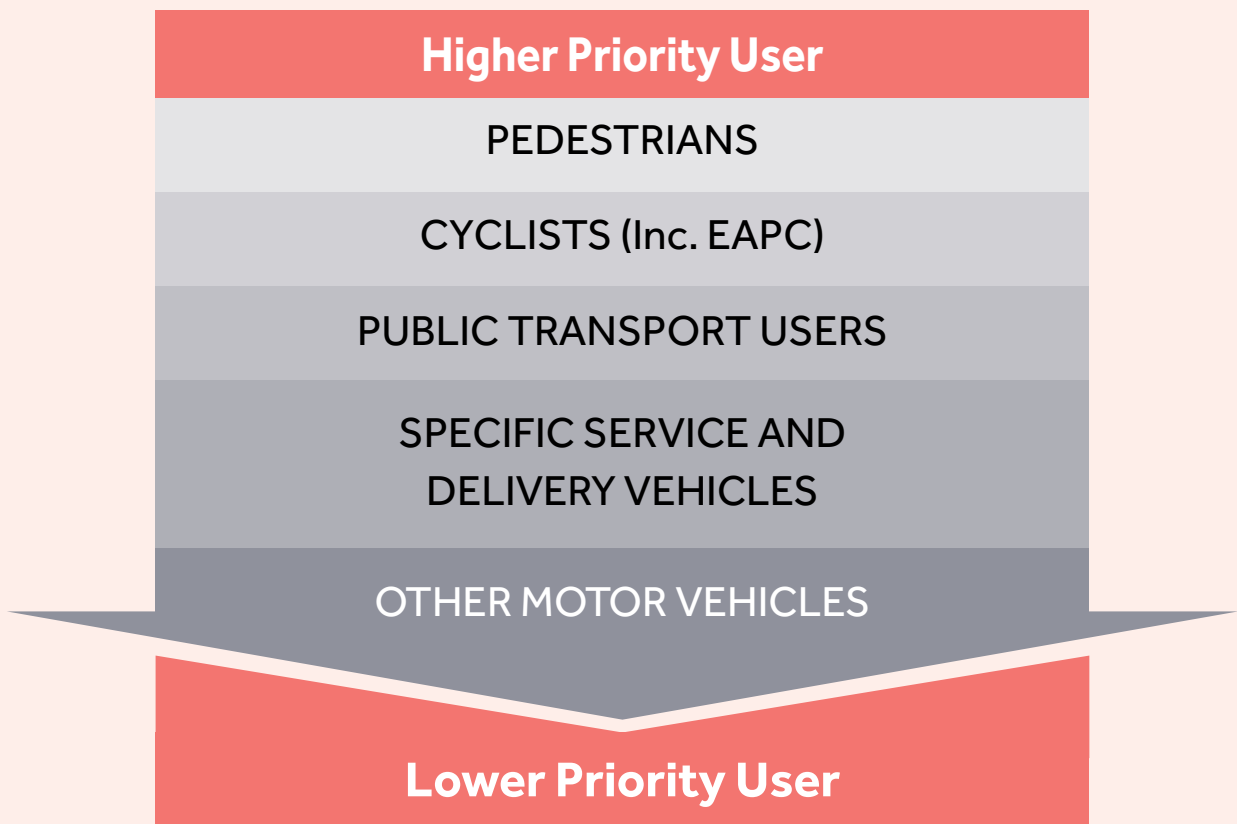 Higher Priority User
PEDESTRIANS
CYCLISTS (Inc. EAPC)
PUBLIC TRANSPORT USERS
SPECIFIC SERVICE AND
DELIVERY VEHICLES
OTHER MOTOR VEHICLES
Lower Priority User